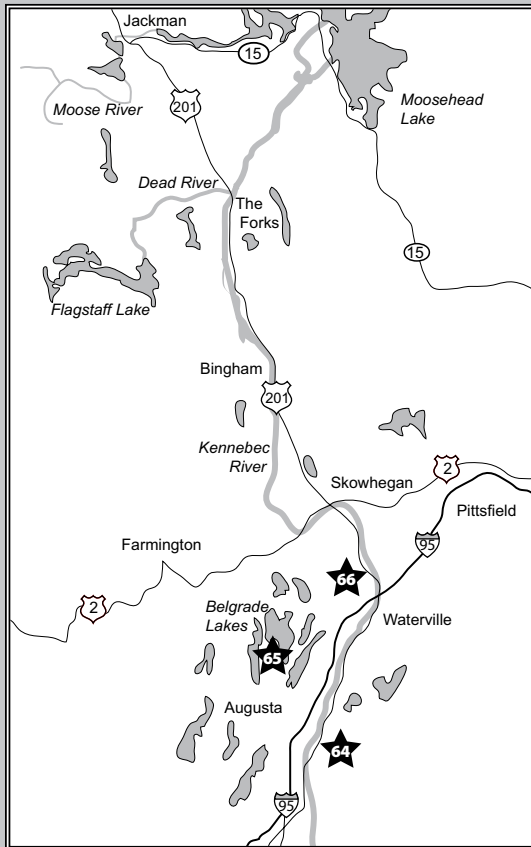 Jackman
15
Moose River
201
Moosehead
Lake
Dead River
The
Forks
15
Flagstaff Lake
Bingham
201
Kennebec
River
2
Skowhegan
Pittsfield
95
Farmington
66
2
Belgrade
Lakes
Waterville
65
Augusta
64
95